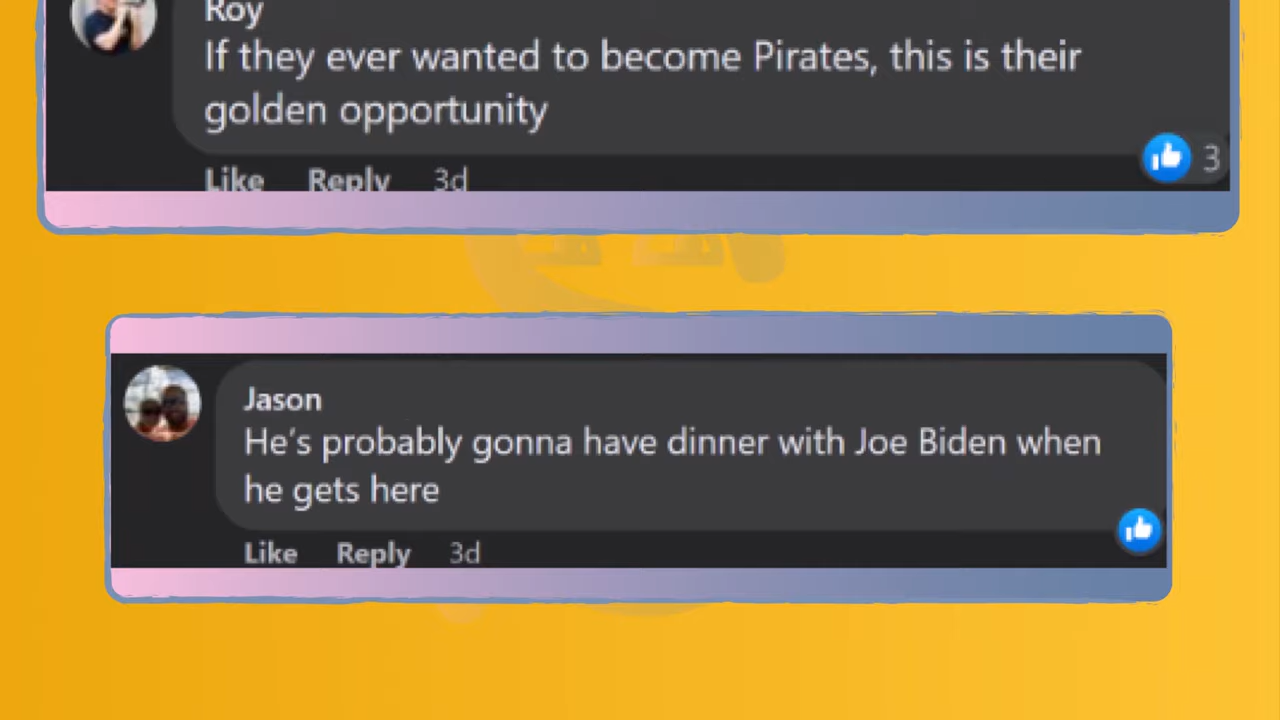 Roy
If they ever wanted to become Pirates, this is their
golden opportunity
3
Like Reply 3d
Jason
He's probably gonna have dinner with Joe Biden when
he gets here
Like Reply 3d